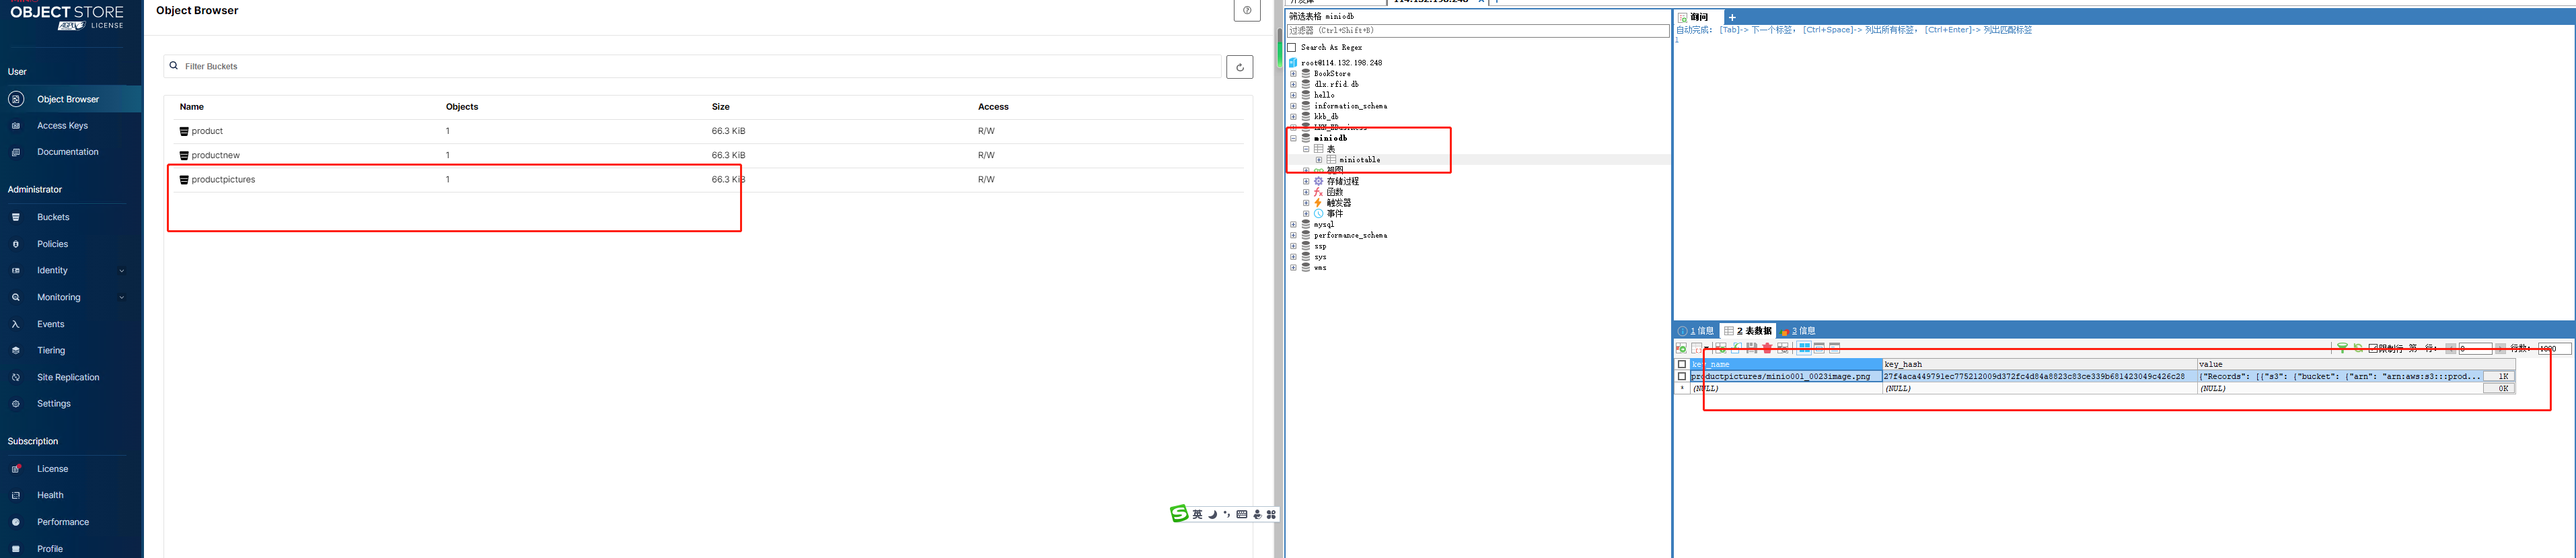 OBJECT STORE
LICENSE
User
Object Browser
Access Keys
Documentation
Administrator
Buckets
Policies
Identity
Monitoring
Events
Tiering
Site Replication
Settings
Subscription
License
Health
Performance
Profile
Object Browser
Filter Buckets
Name Objects Size Access
product 1 66.3 KiB R/W
productnew 1 66.3 KiB R/W
productpictures 1 66.3 KiB R/W
英
筛选表格 miniodb
过滤器 (Ctrl+Shift+B)
Search As Regex
root@114.132.198.248
BookStore
dlx.rfid.db
hello
information_schema
kkb_db
miniodb
表
miniotable
视图
存储过程
函数
触发器
事件
mysql
performance_schema
ssp
sys
wms
询问
自动完成: [Tab]-> 下一个标签, [Ctrl+Space]-> 列出所有标签, [Ctrl+Enter]-> 列出匹配标签
1
1 信息 2 表数据 3 信息
限制行 第一行: 0 行数: 1000
key_name key_hash value
productpictures/minio001_0023image.png 27f4aca449791ec775212009d372fc4d84a8823c83ce339b681423049c426c28 {"Records": [{"s3": {"bucket": {"arn": "arn:aws:s3:::prod... 1K
* (NULL) (NULL) (NULL) 0K